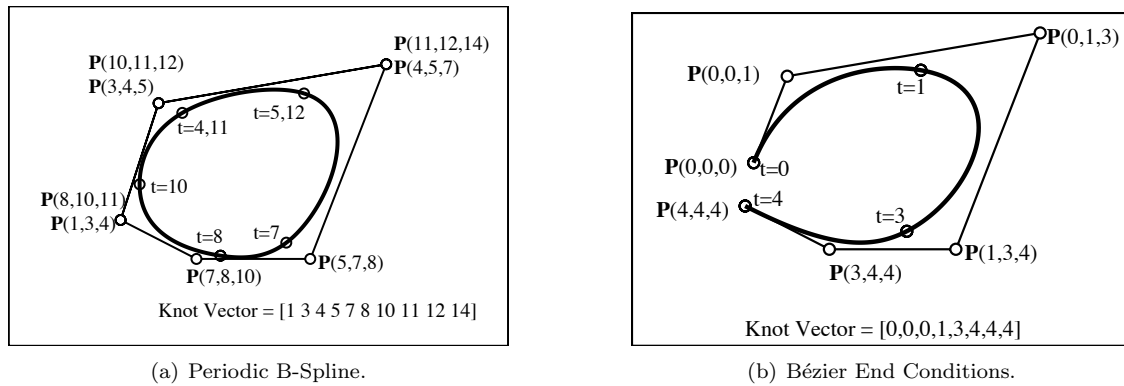 P(10,11,12)
P(3,4,5)
P(11,12,14)
P(4,5,7)
t=4,11
t=5,12
t=10
P(8,10,11)
P(1,3,4)
t=8
t=7
P(7,8,10)
P(5,7,8)
Knot Vector = [1 3 4 5 7 8 10 11 12 14]
(a) Periodic B-Spline.
P(0,1,3)
P(0,0,1)
t=1
P(0,0,0)
t=0
P(4,4,4)
t=4
t=3
P(1,3,4)
P(3,4,4)
Knot Vector = [0,0,0,1,3,4,4,4]
(b) Bézier End Conditions.